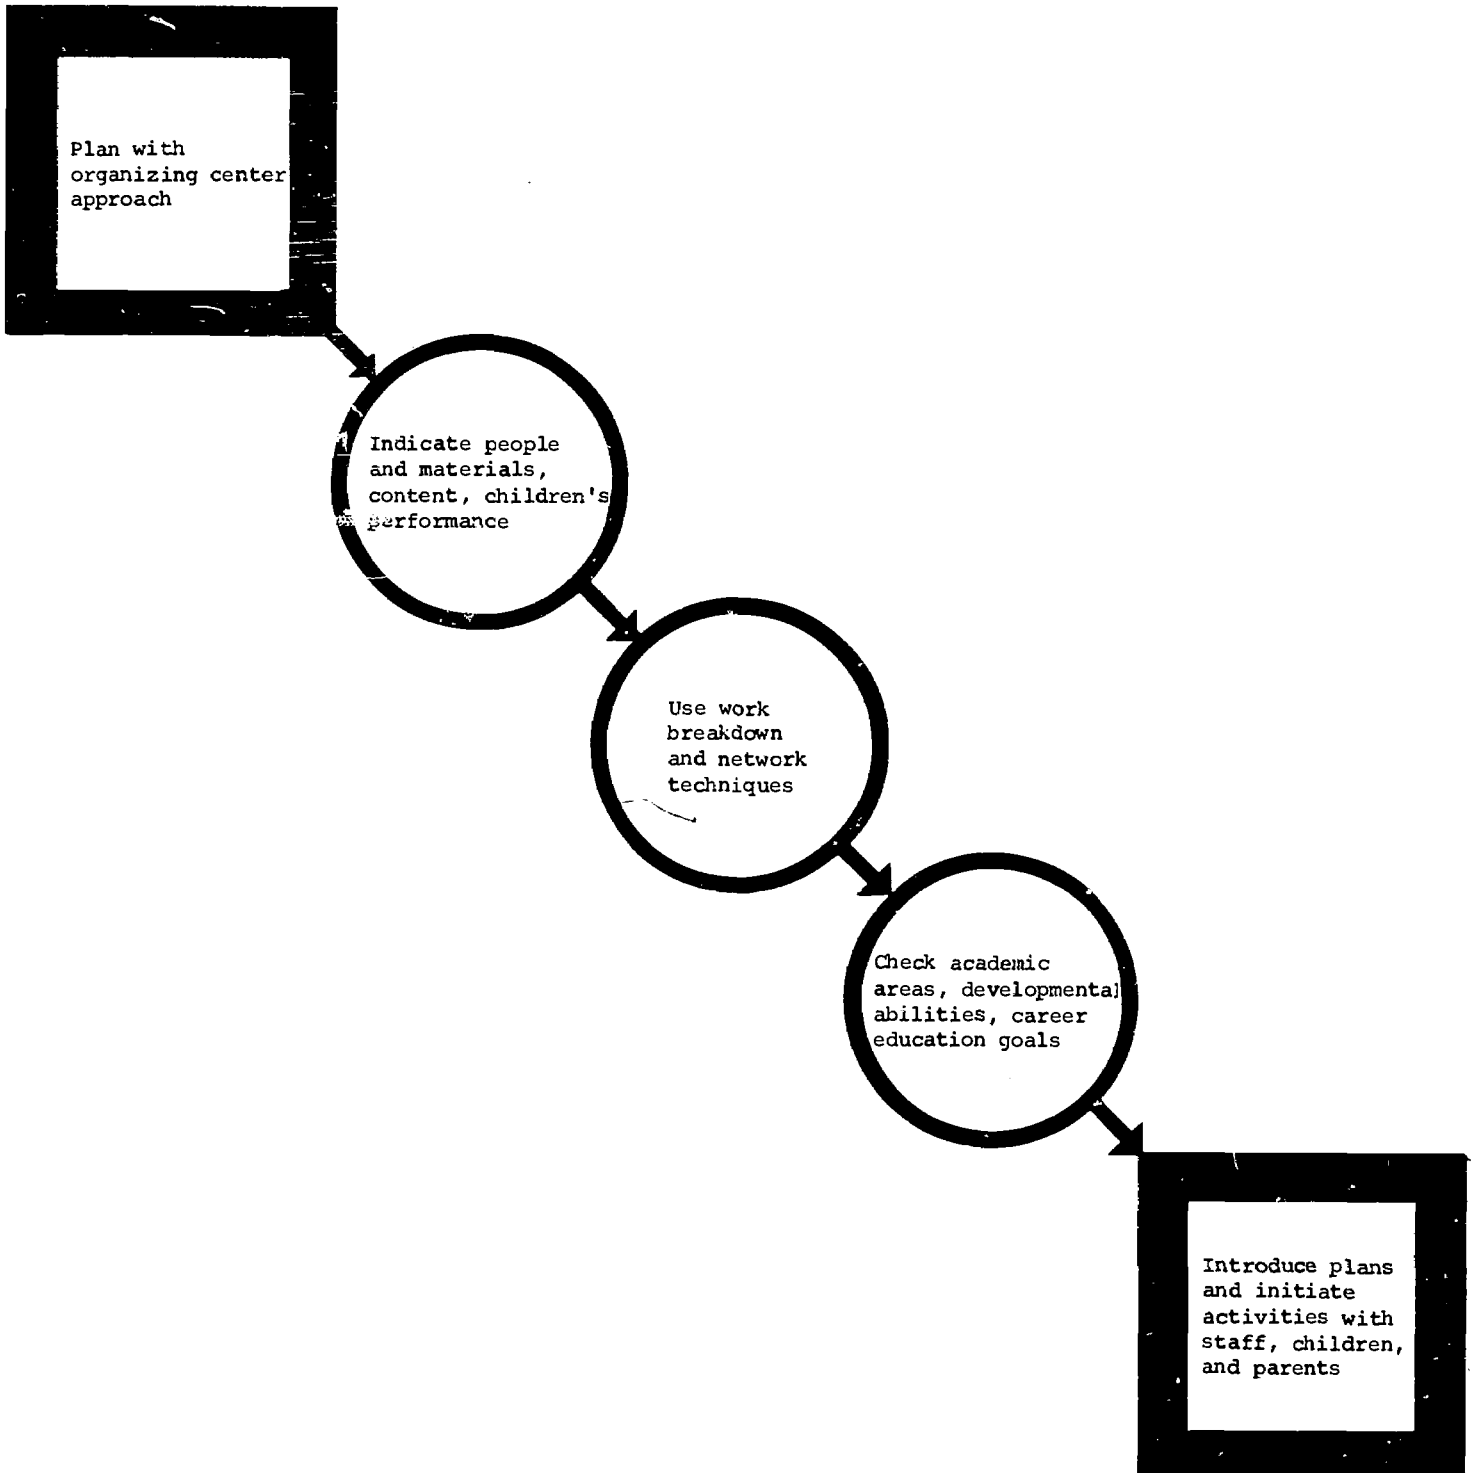 Plan with
organizing center
approach
Indicate people
and materials,
content, children's
performance
Use work
breakdown
and network
techniques
Check academic
areas, developmental
abilities, career
education goals
Introduce plans
and initiate
activities with
staff, children,
and parents